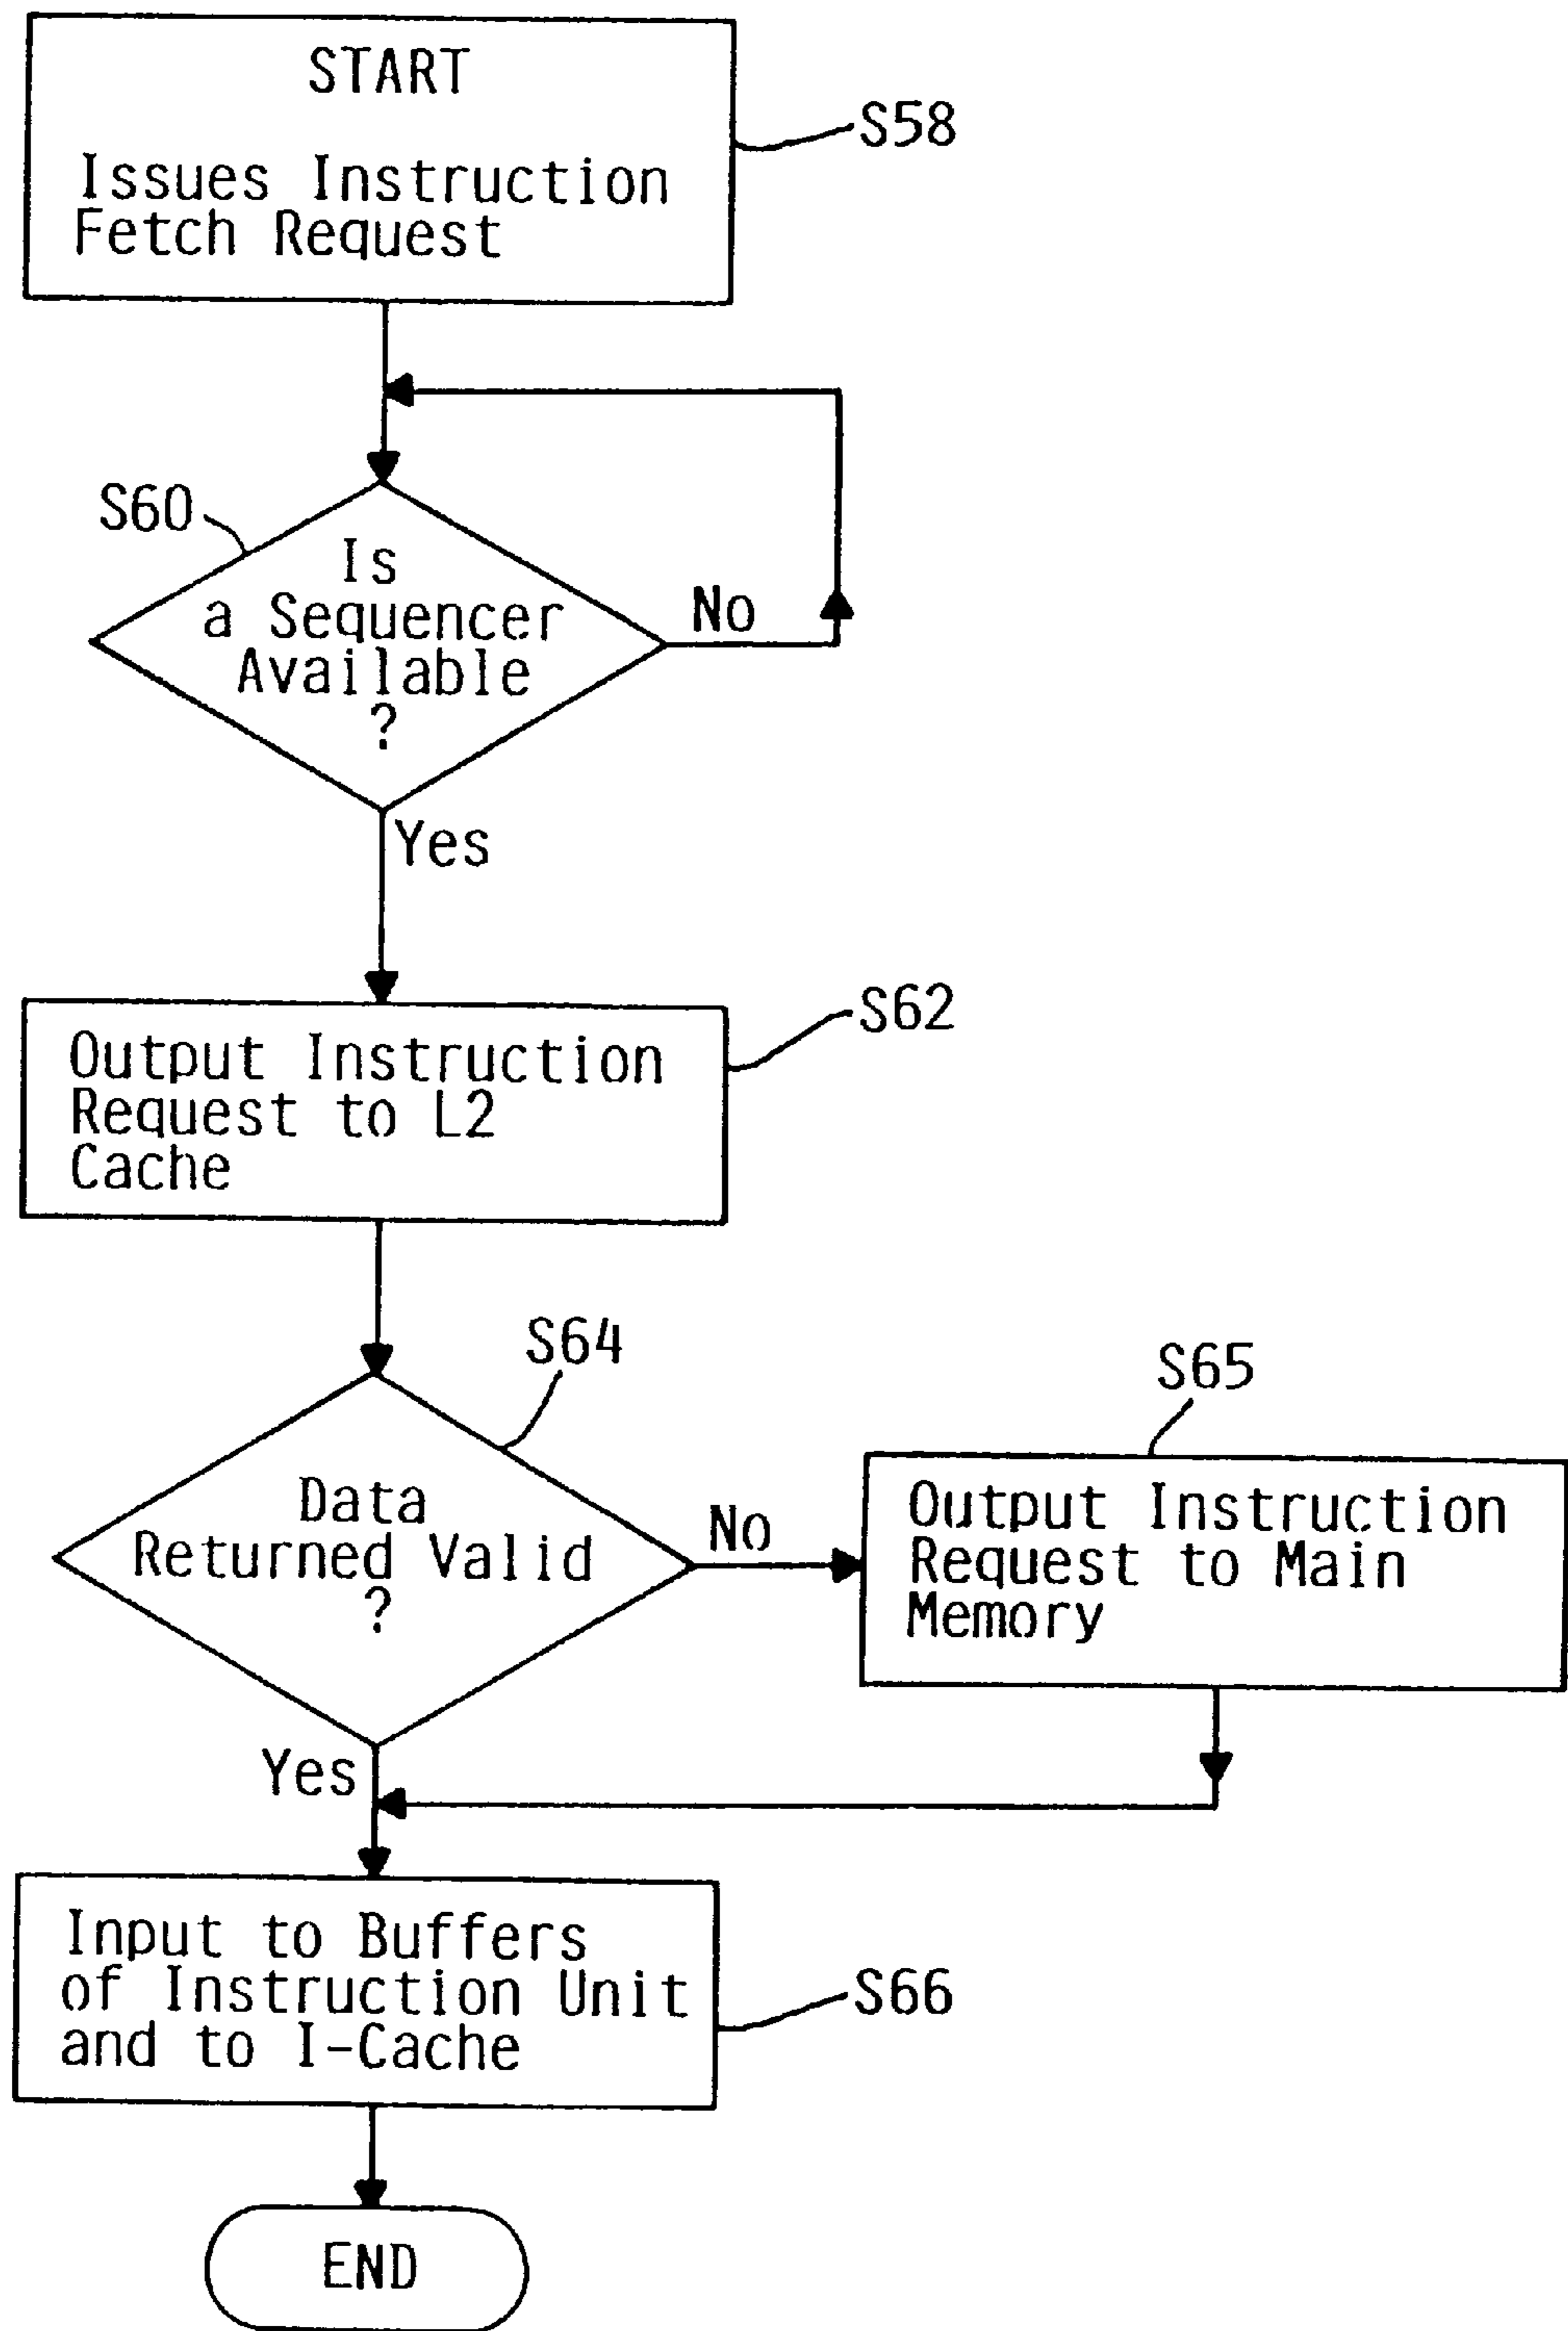 START
Issues Instruction
Fetch Request
S58
S60
Is
a Sequencer
Available
?
No
Yes
Output Instruction
Request to L2
Cache
S62
S64
Data
Returned Valid
?
No
S65
Output Instruction
Request to Main
Memory
Yes
Input to Buffers
of Instruction Unit
and to I-Cache
S66
END